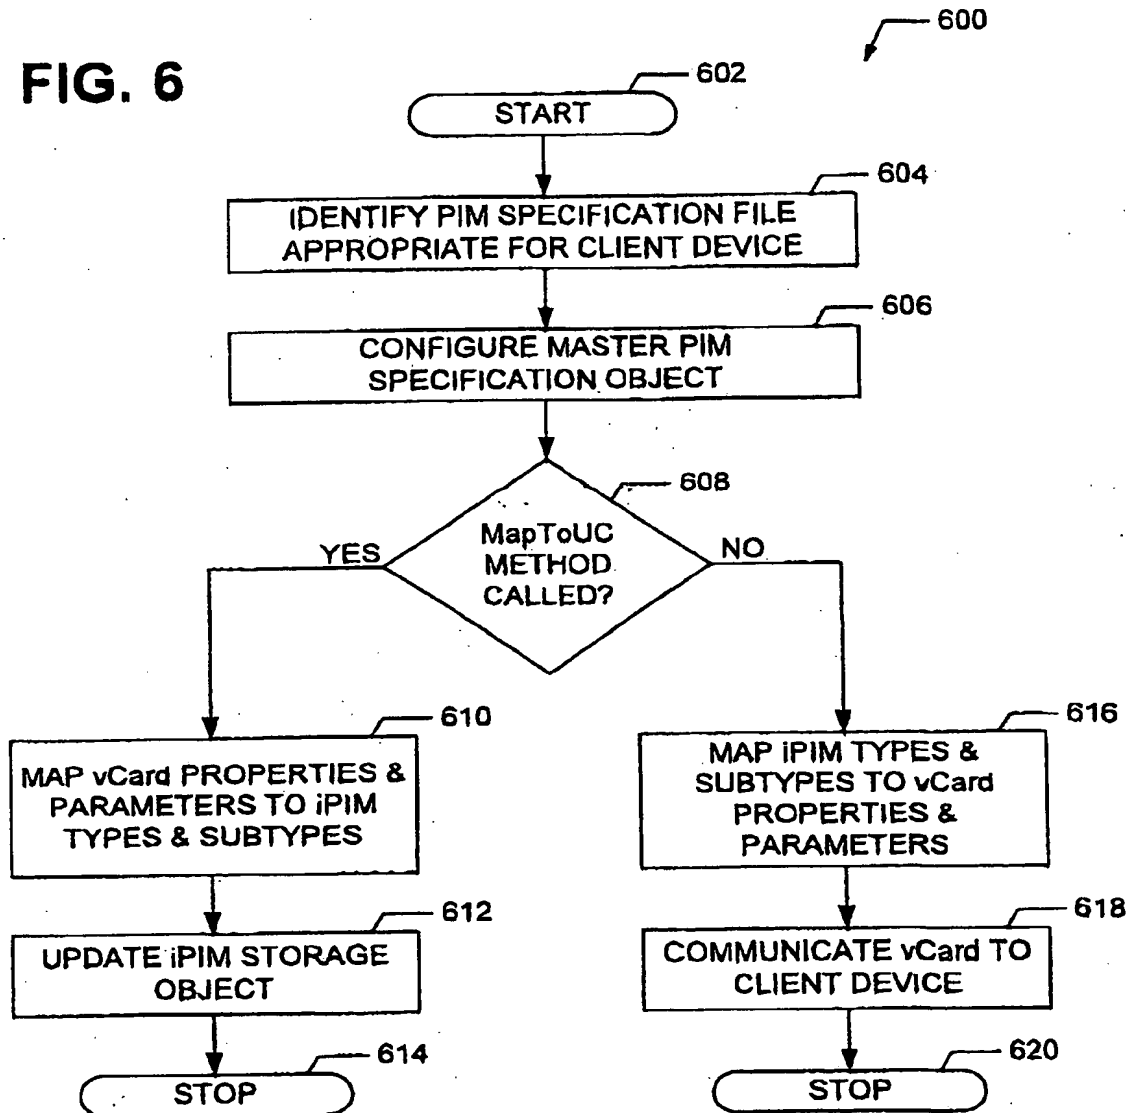 600
FIG. 6
602
START
604
IDENTIFY PIM SPECIFICATION FILE
APPROPRIATE FOR CLIENT DEVICE
606
CONFIGURE MASTER PIM
SPECIFICATION OBJECT
608
MapToUC
METHOD
CALLED?
YES
NO
610
MAP vCard PROPERTIES &
PARAMETERS TO iPIM
TYPES & SUBTYPES
616
MAP iPIM TYPES &
SUBTYPES TO vCard
PROPERTIES &
PARAMETERS
612
UPDATE iPIM STORAGE
OBJECT
618
COMMUNICATE vCard TO
CLIENT DEVICE
614
STOP
620
STOP